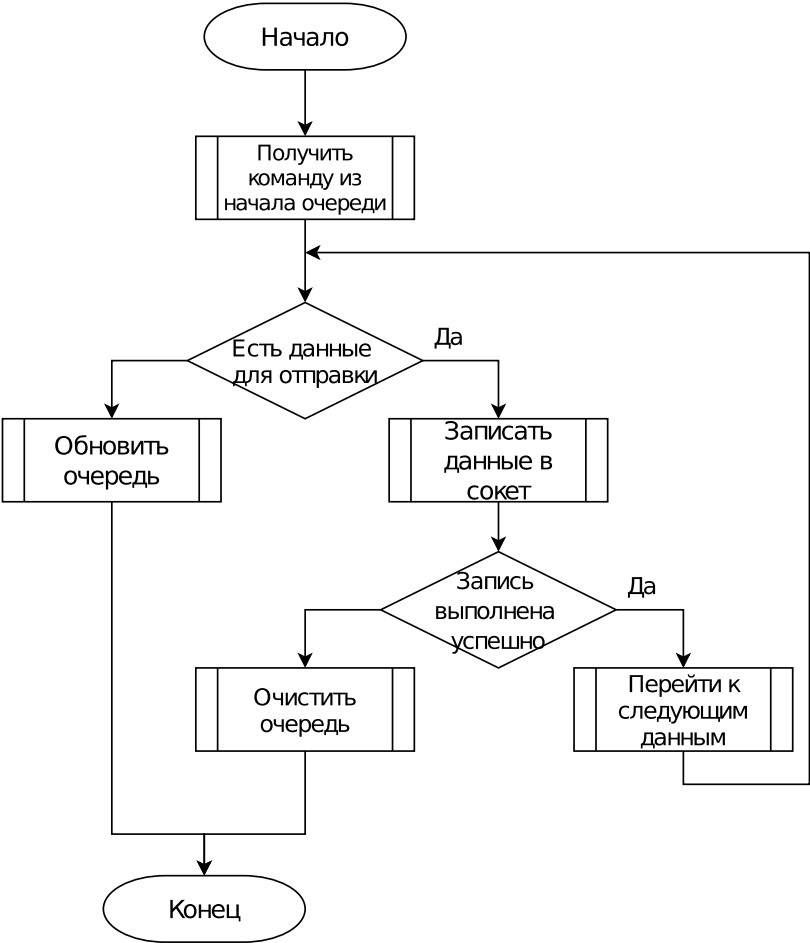 Начало
Получить
команду из
начала очереди
Есть данные
для отправки
Да
Обновить
очередь
Записать
данные в
сокет
Запись
выполнена
успешно
Да
Очистить
очередь
Перейти к
следующим
данным
Конец